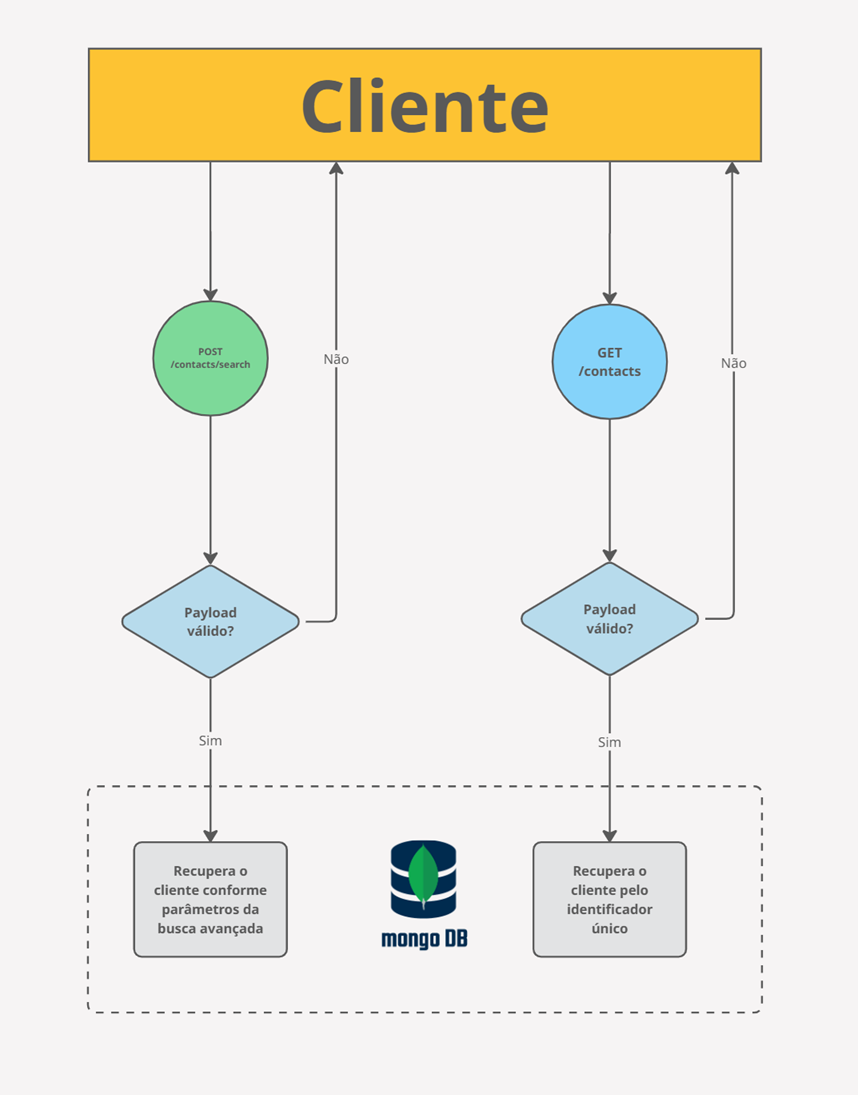 Cliente
POST
/contacts/search
Não
GET
/contacts
Não
Payload
válido?
Payload
válido?
Sim
Sim
Recupera o
cliente conforme
parâmetros da
busca avançada
mongo DB
Recupera o
cliente pelo
identificador
único